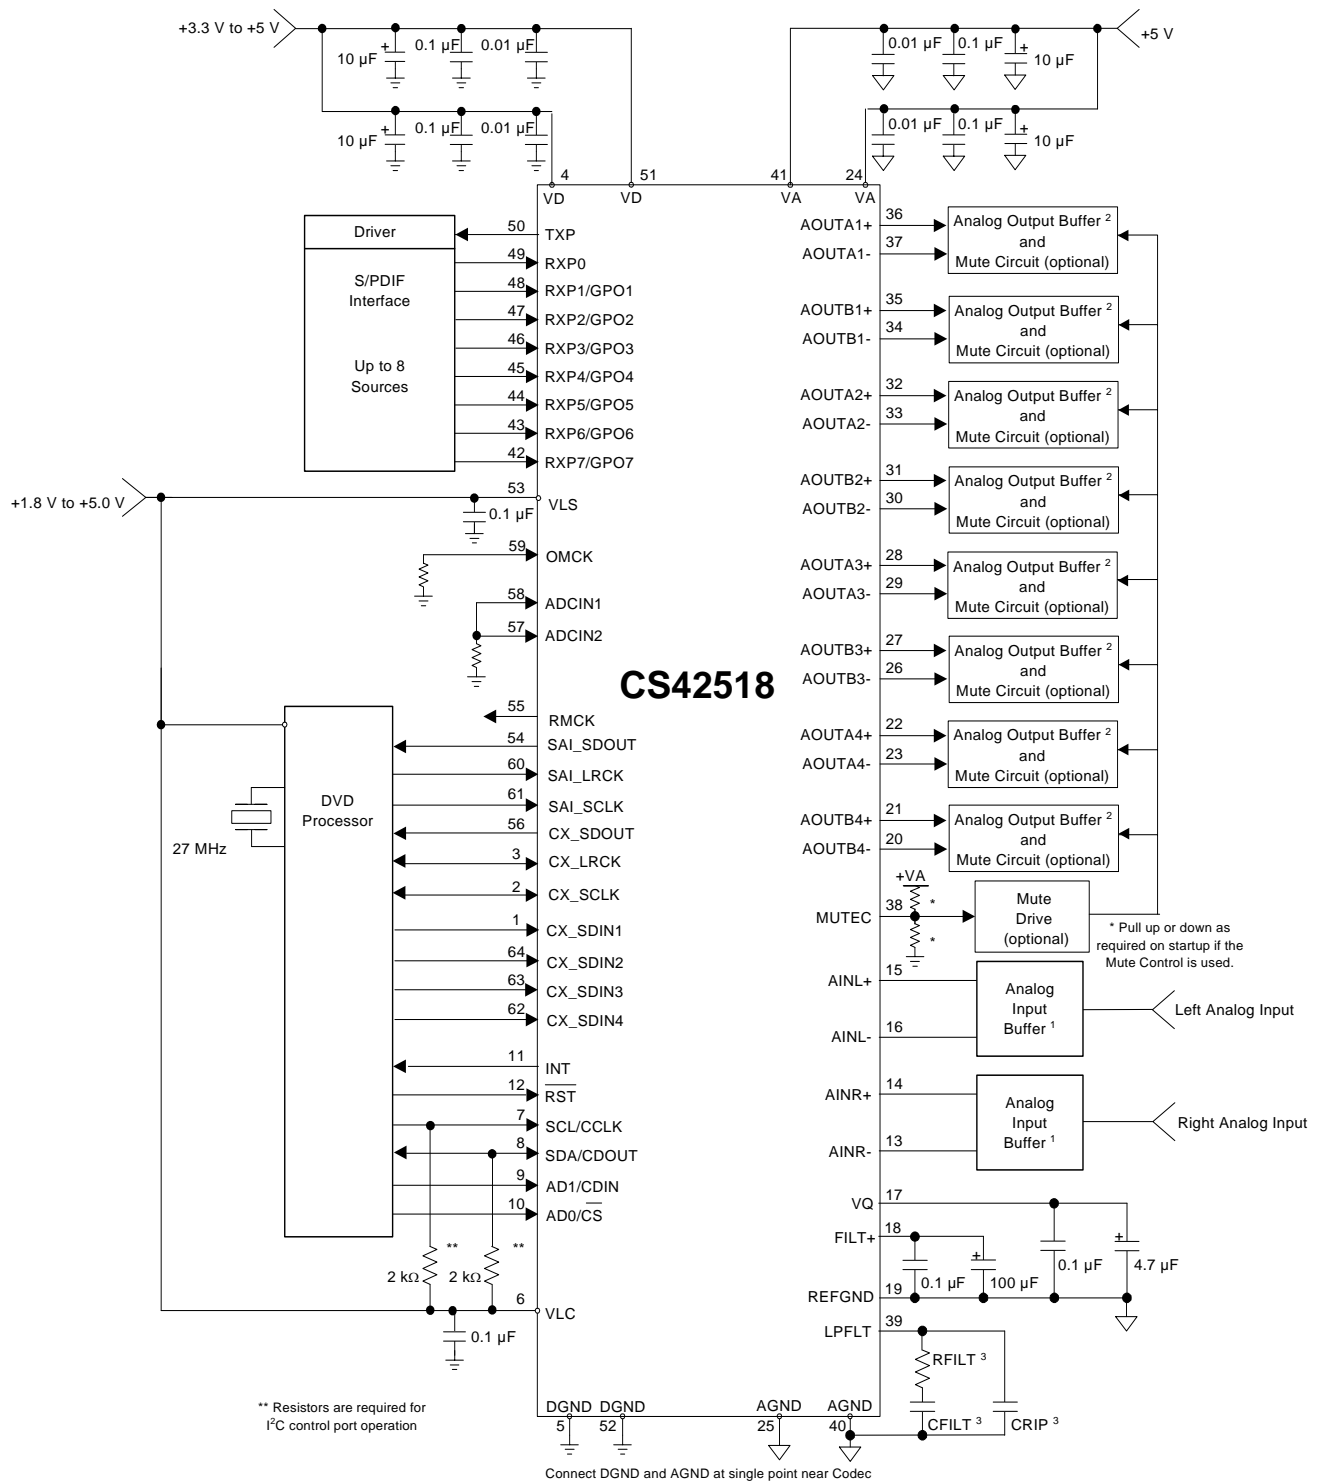 +3.3 V to +5 V
10 µF
+
0.1 µF
0.01 µF
10 µF
+
0.1 µF
0.01 µF
0.01 µF
0.1 µF
+
10 µF
+5 V
0.01 µF
0.1 µF
+
10 µF
4
51
41
24
VD
VD
VA
VA
Driver
S/PDIF
Interface
Up to 8
Sources
50
TXP
49
RXP0
48
RXP1/GPO1
47
RXP2/GPO2
46
RXP3/GPO3
45
RXP4/GPO4
44
RXP5/GPO5
43
RXP6/GPO6
42
RXP7/GPO7
+1.8 V to +5.0 V
53
VLS
0.1 µF
59
OMCK
58
ADCIN1
57
ADCIN2
CS42518
55
RMCK
54
SAI_SDOUT
60
SAI_LRCK
61
SAI_SCLK
56
CX_SDOUT
3
CX_LRCK
2
CX_SCLK
1
CX_SDIN1
64
CX_SDIN2
63
CX_SDIN3
62
CX_SDIN4
11
INT
12
RST
7
SCL/CCLK
8
SDA/CDOUT
9
AD1/CDIN
10
AD0/CS
DVD
Processor
27 MHz
**
**
2 kΩ
2 kΩ
6
VLC
0.1 µF
** Resistors are required for
I²C control port operation
AOUTA1+
36
AOUTA1-
37
Analog Output Buffer ²
and
Mute Circuit (optional)
AOUTB1+
35
AOUTB1-
34
Analog Output Buffer ²
and
Mute Circuit (optional)
AOUTA2+
32
AOUTA2-
33
Analog Output Buffer ²
and
Mute Circuit (optional)
AOUTB2+
31
AOUTB2-
30
Analog Output Buffer ²
and
Mute Circuit (optional)
AOUTA3+
28
AOUTA3-
29
Analog Output Buffer ²
and
Mute Circuit (optional)
AOUTB3+
27
AOUTB3-
26
Analog Output Buffer ²
and
Mute Circuit (optional)
AOUTA4+
22
AOUTA4-
23
Analog Output Buffer ²
and
Mute Circuit (optional)
AOUTB4+
21
AOUTB4-
20
Analog Output Buffer ²
and
Mute Circuit (optional)
+VA
*
MUTEC
38
*
Mute
Drive
(optional)
* Pull up or down as
required on startup if the
Mute Control is used.
AINL+
15
AINL-
16
Analog
Input
Buffer ¹
Left Analog Input
AINR+
14
AINR-
13
Analog
Input
Buffer ¹
Right Analog Input
VQ
17
FILT+
18
0.1 µF
+
100 µF
0.1 µF
+
4.7 µF
REFGND
19
LPFLT
39
RFILT ³
CFILT ³
CRIP ³
DGND
DGND
AGND
AGND
5
52
25
40
Connect DGND and AGND at single point near Codec